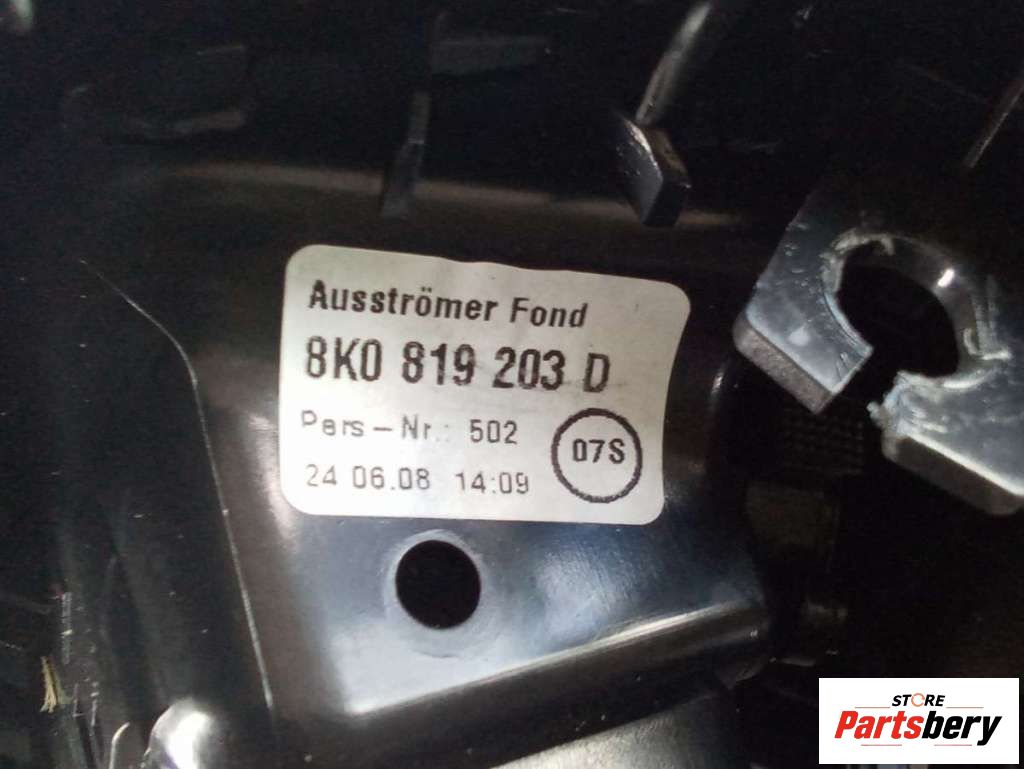 Ausströmer Fond
8K0 819 203 D
Pers-Nr.: 502
24 06.08 14:09
07S
STORE
Partsbery